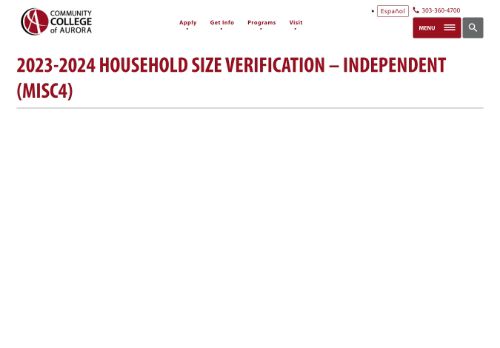 COMMUNITY
COLLEGE
of AURORA
Apply
Get Info
Programs
Visit
Español
303-360-4700
MENU
2023-2024 HOUSEHOLD SIZE VERIFICATION – INDEPENDENT
(MISC4)